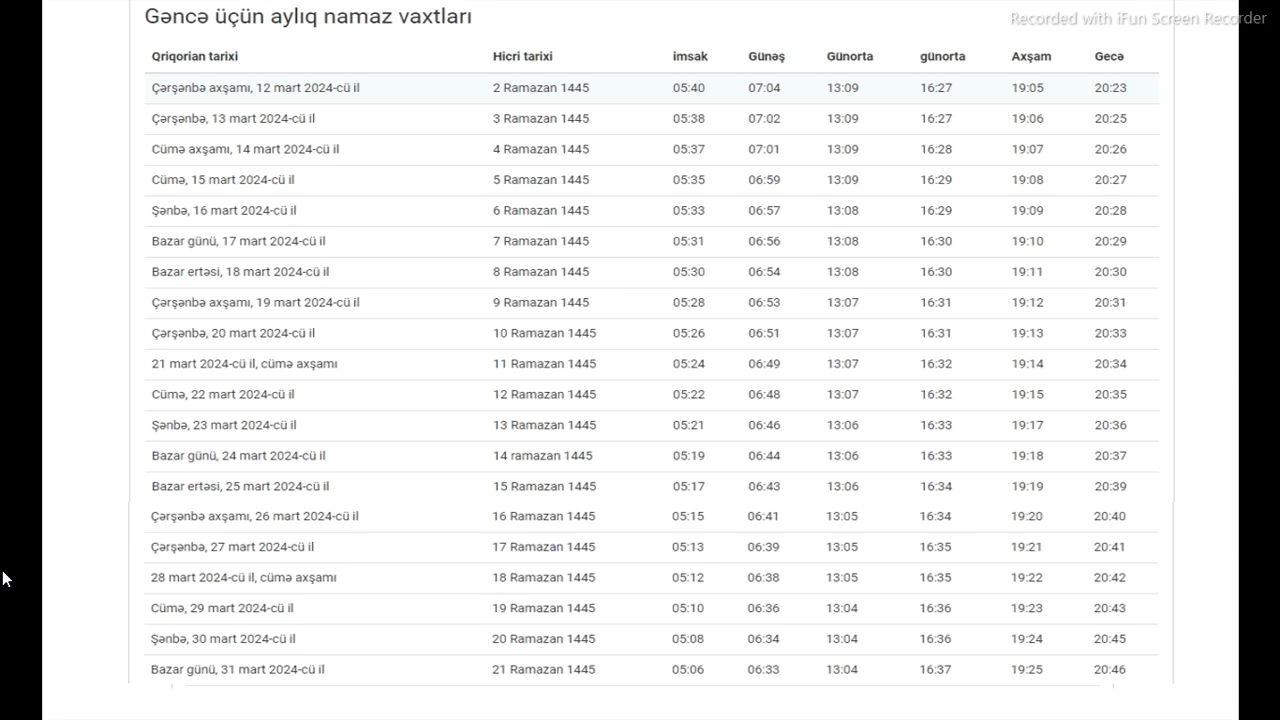 Gəncə üçün aylıq namaz vaxtları
Recorded with iFun Screen Recorder
Qriqorian tarixi Hicri tarixi imsak Günəş Günorta günorta Axşam Gecə
Çərşənbə axşamı, 12 mart 2024-cü il 2 Ramazan 1445 05:40 07:04 13:09 16:27 19:05 20:23
Çərşənbə, 13 mart 2024-cü il 3 Ramazan 1445 05:38 07:02 13:09 16:27 19:06 20:25
Cümə axşamı, 14 mart 2024-cü il 4 Ramazan 1445 05:37 07:01 13:09 16:28 19:07 20:26
Cümə, 15 mart 2024-cü il 5 Ramazan 1445 05:35 06:59 13:09 16:29 19:08 20:27
Şənbə, 16 mart 2024-cü il 6 Ramazan 1445 05:33 06:57 13:08 16:29 19:09 20:28
Bazar günü, 17 mart 2024-cü il 7 Ramazan 1445 05:31 06:56 13:08 16:30 19:10 20:29
Bazar ertəsi, 18 mart 2024-cü il 8 Ramazan 1445 05:30 06:54 13:08 16:30 19:11 20:30
Çərşənbə axşamı, 19 mart 2024-cü il 9 Ramazan 1445 05:28 06:53 13:07 16:31 19:12 20:31
Çərşənbə, 20 mart 2024-cü il 10 Ramazan 1445 05:26 06:51 13:07 16:31 19:13 20:33
21 mart 2024-cü il, cümə axşamı 11 Ramazan 1445 05:24 06:49 13:07 16:32 19:14 20:34
Cümə, 22 mart 2024-cü il 12 Ramazan 1445 05:22 06:48 13:07 16:32 19:15 20:35
Şənbə, 23 mart 2024-cü il 13 Ramazan 1445 05:21 06:46 13:06 16:33 19:17 20:36
Bazar günü, 24 mart 2024-cü il 14 ramazan 1445 05:19 06:44 13:06 16:33 19:18 20:37
Bazar ertəsi, 25 mart 2024-cü il 15 Ramazan 1445 05:17 06:43 13:06 16:34 19:19 20:39
Çərşənbə axşamı, 26 mart 2024-cü il 16 Ramazan 1445 05:15 06:41 13:05 16:34 19:20 20:40
Çərşənbə, 27 mart 2024-cü il 17 Ramazan 1445 05:13 06:39 13:05 16:35 19:21 20:41
28 mart 2024-cü il, cümə axşamı 18 Ramazan 1445 05:12 06:38 13:05 16:35 19:22 20:42
Cümə, 29 mart 2024-cü il 19 Ramazan 1445 05:10 06:36 13:04 16:36 19:23 20:43
Şənbə, 30 mart 2024-cü il 20 Ramazan 1445 05:08 06:34 13:04 16:36 19:24 20:45
Bazar günü, 31 mart 2024-cü il 21 Ramazan 1445 05:06 06:33 13:04 16:37 19:25 20:46